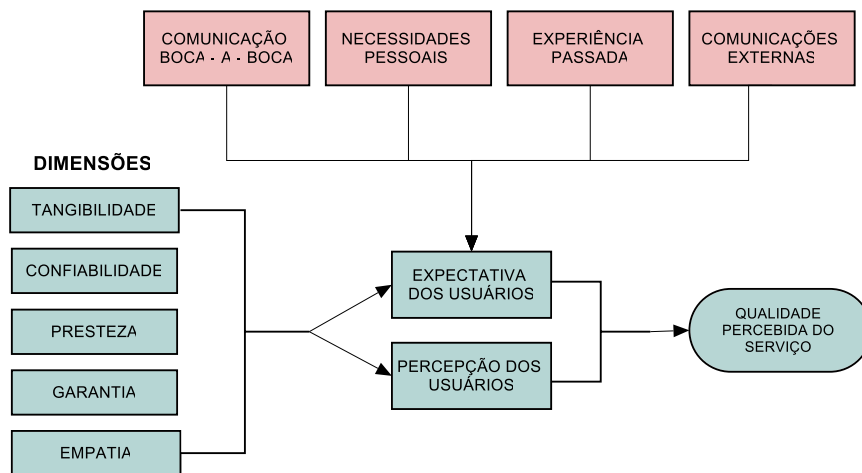 COMUNICAÇÃO
BOCA - A - BOCA
NECESSIDADES
PESSOAIS
EXPERIÊNCIA
PASSADA
COMUNICAÇÕES
EXTERNAS
DIMENSÕES
TANGIBILIDADE
CONFIABILIDADE
PRESTEZA
GARANTIA
EMPATIA
EXPECTATIVA
DOS USUÁRIOS
PERCEPÇÃO DOS
USUÁRIOS
QUALIDADE
PERCEBIDA DO
SERVIÇO